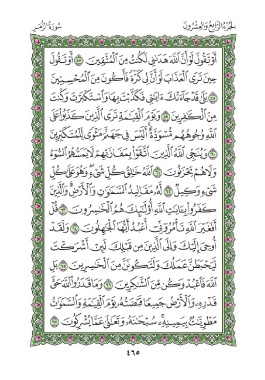 الجزء الرابع والعشرون سورة الزمر
أَوْ تَقُولَ لَوْ أَنَّ ٱللَّهَ هَدَىٰنِى لَكُنتُ مِنَ ٱلْمُتَّقِينَ ٥٧ أَوْ تَقُولَ
حِينَ تَرَى ٱلْعَذَابَ لَوْ أَنَّ لِى كَرَّةً فَأَكُونَ مِنَ ٱلْمُحْسِنِينَ
٥٨ بَلَىٰ قَدْ جَآءَتْكَ ءَايَٰتِى فَكَذَّبْتَ بِهَا وَٱسْتَكْبَرْتَ وَكُنتَ
مِنَ ٱلْكَٰفِرِينَ ٥٩ وَيَوْمَ ٱلْقِيَٰمَةِ تَرَى ٱلَّذِينَ كَذَبُوا۟ عَلَى
ٱللَّهِ وُجُوهُهُم مُّسْوَدَّةٌ أَلَيْسَ فِى جَهَنَّمَ مَثْوًى لِّلْمُتَكَبِّرِينَ
٦٠ وَيُنَجِّى ٱللَّهُ ٱلَّذِينَ ٱتَّقَوْا۟ بِمَفَازَتِهِمْ لَا يَمَسُّهُمُ ٱلسُّوٓءُ
وَلَا هُمْ يَحْزَنُونَ ٦١ ٱللَّهُ خَٰلِقُ كُلِّ شَىْءٍ وَهُوَ عَلَىٰ كُلِّ
شَىْءٍ وَكِيلٌ ٦٢ لَّهُۥ مَقَالِيدُ ٱلسَّمَٰوَٰتِ وَٱلْأَرْضِ وَٱلَّذِينَ
كَفَرُوا۟ بِـَٔايَٰتِ ٱللَّهِ أُو۟لَٰٓئِكَ هُمُ ٱلْخَٰسِرُونَ ٦٣ قُلْ
أَفَغَيْرَ ٱللَّهِ تَأْمُرُوٓنِّىٓ أَعْبُدُ أَيُّهَا ٱلْجَٰهِلُونَ ٦٤ وَلَقَدْ
أُوحِىَ إِلَيْكَ وَإِلَى ٱلَّذِينَ مِن قَبْلِكَ لَئِنْ أَشْرَكْتَ
لَيَحْبَطَنَّ عَمَلُكَ وَلَتَكُونَنَّ مِنَ ٱلْخَٰسِرِينَ ٦٥ بَلِ
ٱللَّهَ فَٱعْبُدْ وَكُن مِّنَ ٱلشَّٰكِرِينَ ٦٦ وَمَا قَدَرُوا۟ ٱللَّهَ حَقَّ
قَدْرِهِۦ وَٱلْأَرْضُ جَمِيعًا قَبْضَتُهُۥ يَوْمَ ٱلْقِيَٰمَةِ وَٱلسَّمَٰوَٰتُ
مَطْوِيَّٰتٌۢ بِيَمِينِهِۦ سُبْحَٰنَهُۥ وَتَعَٰلَىٰ عَمَّا يُشْرِكُونَ ٦٧
٤٦٥